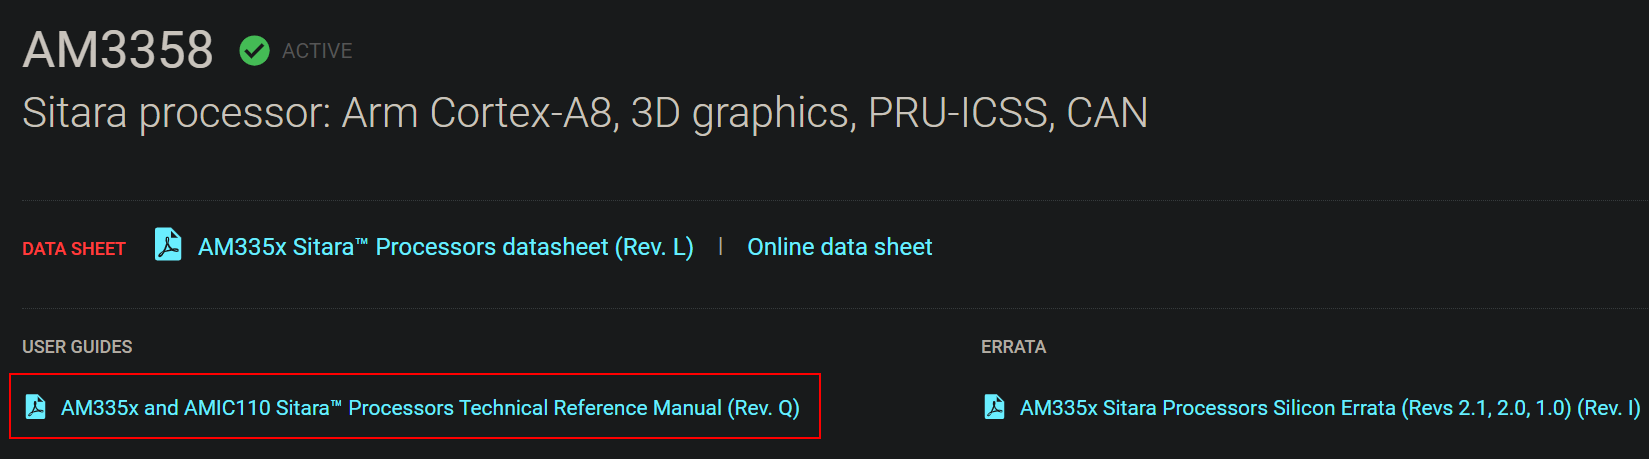 AM3358 ACTIVE
Sitara processor: Arm Cortex-A8, 3D graphics, PRU-ICSS, CAN
DATA SHEET AM335x Sitara™ Processors datasheet (Rev. L) | Online data sheet
USER GUIDES
AM335x and AMIC110 Sitara™ Processors Technical Reference Manual (Rev. Q)
ERRATA
AM335x Sitara Processors Silicon Errata (Revs 2.1, 2.0, 1.0) (Rev. I)